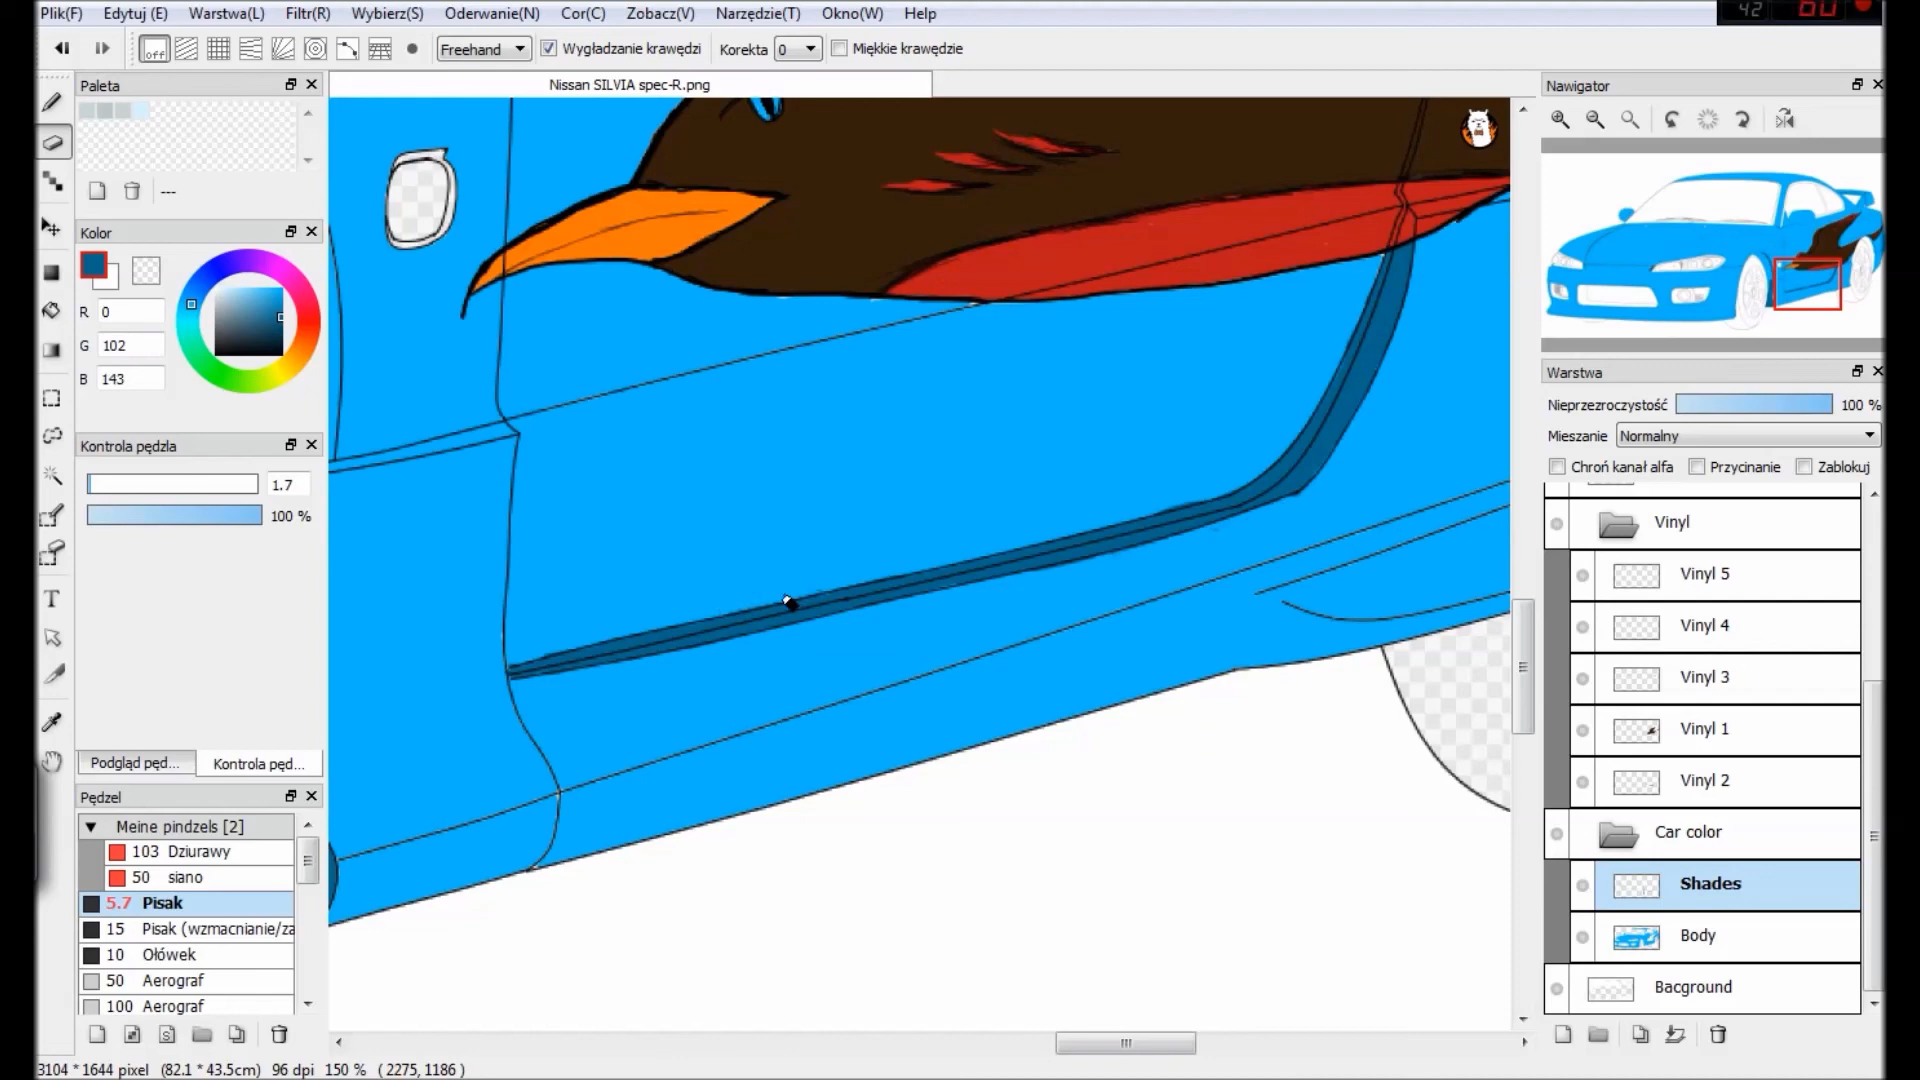 Plik(F) Edytuj (E) Warstwa(L) Filtr(R) Wybierz(S) Oderwanie(N) Cor(C) Zobacz(V) Narzędzie(T) Okno(W) Help
42 60
off Freehand Wygładzanie krawędzi Korekta 0 Miękkie krawędzie
Paleta
Nissan SILVIA spec-R.png
Nawigator
---
Kolor
R 0
G 102
B 143
Kontrola pędzla
1.7
100 %
Podgląd pęd...
Kontrola pęd...
Pędzel
Meine pindzels [2]
103 Dziurawy
50 siano
5.7 Pisak
15 Pisak (wzmacnianie/za
10 Ołówek
50 Aerograf
100 Aerograf
Warstwa
Nieprzezroczystość 100 %
Mieszanie Normalny
Chroń kanał alfa Przycinanie Zablokuj
Vinyl
Vinyl 5
Vinyl 4
Vinyl 3
Vinyl 1
Vinyl 2
Car color
Shades
Body
Bacground
3104 * 1644 pixel (82.1 * 43.5cm) 96 dpi 150 % ( 2275, 1186 )